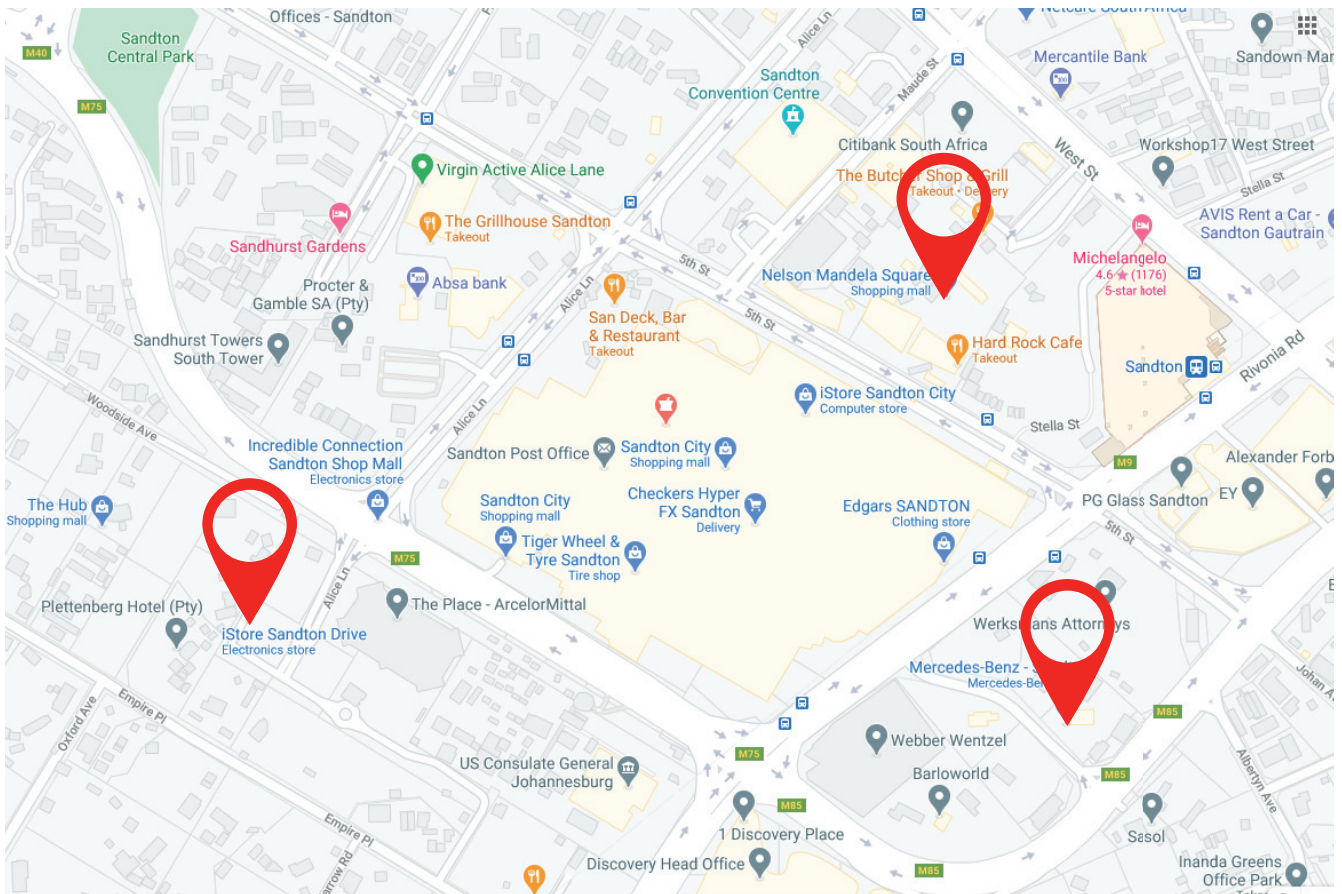 Offices - Sandton
Netcare South Africa
Sandton
Central Park
M40
M75
Alice Ln
Maude St
Sandton
Convention Centre
Mercantile Bank
Sandown Mar
Citibank South Africa
West St
Workshop17 West Street
Stella St
Virgin Active Alice Lane
The Butcher Shop & Grill
Takeout • Delivery
AVIS Rent a Car -
Sandton Gautrain
The Grillhouse Sandton
Takeout
Sandhurst Gardens
5th St
Michelangelo
4.6 ★ (1176)
5-star hotel
Nelson Mandela Square
Shopping mall
Procter &
Gamble SA (Pty)
Absa bank
Alice Ln
San Deck, Bar
& Restaurant
Takeout
5th St
Sandhurst Towers
South Tower
Hard Rock Cafe
Takeout
Sandton
Rivonia Rd
Woodside Ave
iStore Sandton City
Computer store
Alice Ln
Stella St
Incredible Connection
Sandton Shop Mall
Electronics store
Sandton Post Office
Sandton City
Shopping mall
M9
Alexander Forb
The Hub
Shopping mall
Sandton City
Shopping mall
Checkers Hyper
FX Sandton
Delivery
Edgars SANDTON
Clothing store
PG Glass Sandton
EY
5th St
Tiger Wheel &
Tyre Sandton
Tire shop
M75
Alice Ln
Plettenberg Hotel (Pty)
The Place - ArcelorMittal
iStore Sandton Drive
Electronics store
Werksmans Attorneys
Mercedes-Benz -
Mercedes-Be
Johan A
Oxford Ave
Empire Pl
M85
Webber Wentzel
M75
US Consulate General
Johannesburg
Barloworld
M85
Albertyn Ave
M85
1 Discovery Place
Sasol
Empire Pl
Discovery Head Office
M85
Inanda Greens
Office Park